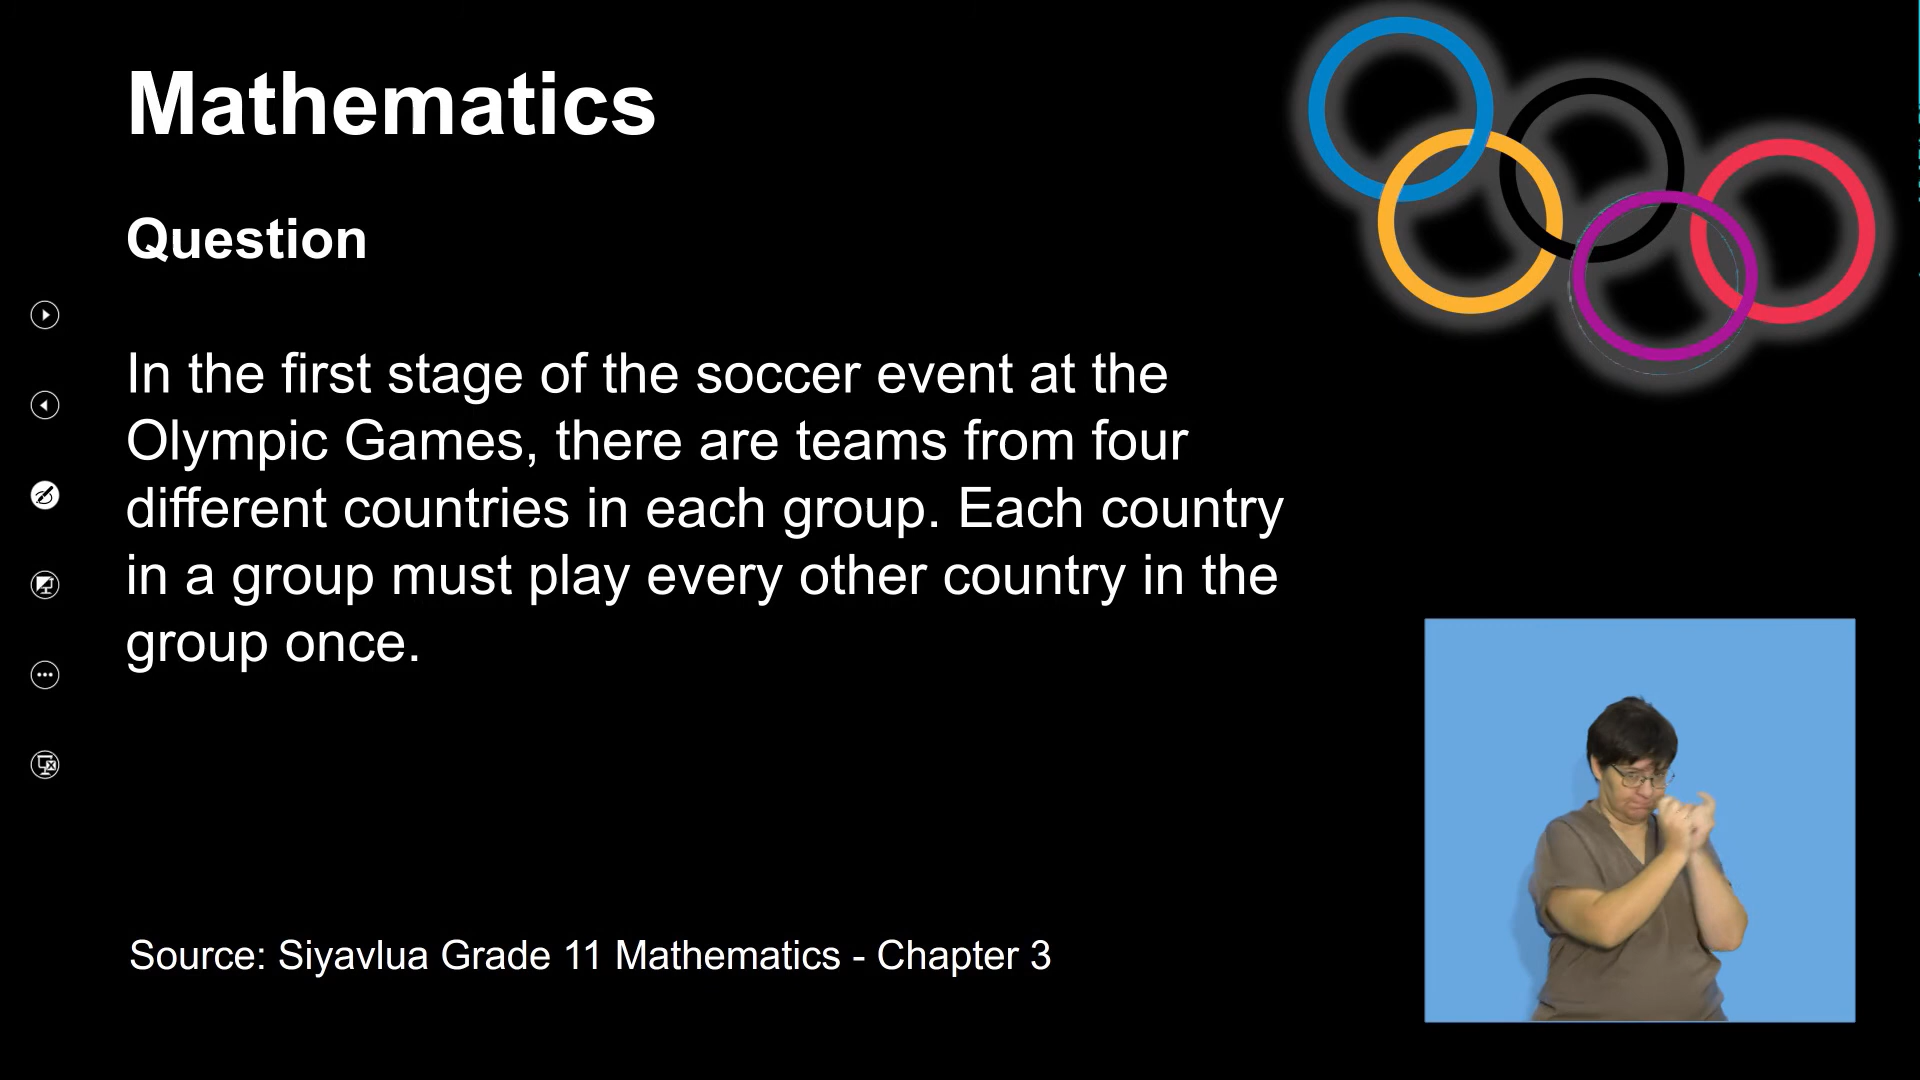 Mathematics
Question
In the first stage of the soccer event at the
Olympic Games, there are teams from four
different countries in each group. Each country
in a group must play every other country in the
group once.
Source: Siyavlua Grade 11 Mathematics - Chapter 3